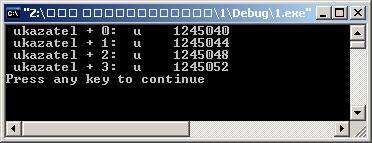 "Z:\□□□ □□□□□□□□□□□□□\1\Debug\1.exe"
ukazatel + 0: u 1245040
ukazatel + 1: u 1245044
ukazatel + 2: u 1245048
ukazatel + 3: u 1245052
Press any key to continue